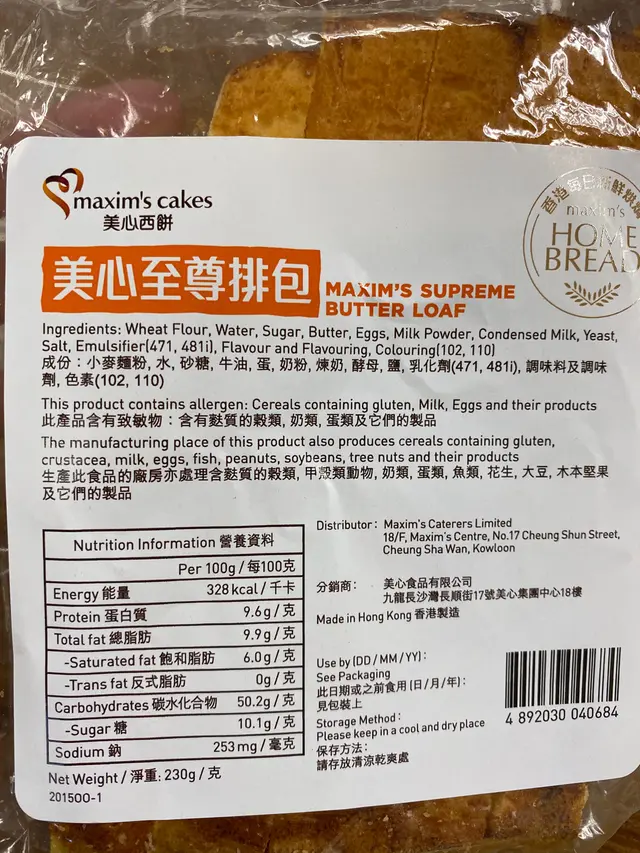 maxim's cakes
美心西餅
香港每日新鮮烘焙
maxim's
HOME
BREAD
美心至尊排包
MAXIM'S SUPREME
BUTTER LOAF
Ingredients: Wheat Flour, Water, Sugar, Butter, Eggs, Milk Powder, Condensed Milk, Yeast,
Salt, Emulsifier(471, 481i), Flavour and Flavouring, Colouring(102, 110)
成份：小麥麵粉, 水, 砂糖, 牛油, 蛋, 奶粉, 煉奶, 酵母, 鹽, 乳化劑(471, 481i), 調味料及調味
劑, 色素(102, 110)
This product contains allergen: Cereals containing gluten, Milk, Eggs and their products
此產品含有致敏物：含有麩質的穀類, 奶類, 蛋類及它們的製品
The manufacturing place of this product also produces cereals containing gluten,
crustacea, milk, eggs, fish, peanuts, soybeans, tree nuts and their products
生產此食品的廠房亦處理含麩質的穀類, 甲殼類動物, 奶類, 蛋類, 魚類, 花生, 大豆, 木本堅果
及它們的製品
Nutrition Information 營養資料
Per 100g / 每100克
Energy 能量 328 kcal / 千卡
Protein 蛋白質 9.6g / 克
Total fat 總脂肪 9.9g / 克
-Saturated fat 飽和脂肪 6.0g / 克
-Trans fat 反式脂肪 0g / 克
Carbohydrates 碳水化合物 50.2g / 克
-Sugar 糖 10.1g / 克
Sodium 鈉 253 mg / 毫克
Net Weight / 淨重: 230g / 克
201500-1
Distributor： Maxim's Caterers Limited
18/F, Maxim's Centre, No.17 Cheung Shun Street,
Cheung Sha Wan, Kowloon
分銷商： 美心食品有限公司
九龍長沙灣長順街17號美心集團中心18樓
Made in Hong Kong 香港製造
Use by (DD / MM / YY)：
See Packaging
此日期或之前食用 (日/月/年)：
見包裝上
Storage Method：
Please keep in a cool and dry place
保存方法：
請存放清涼乾爽處
4 892030 040684